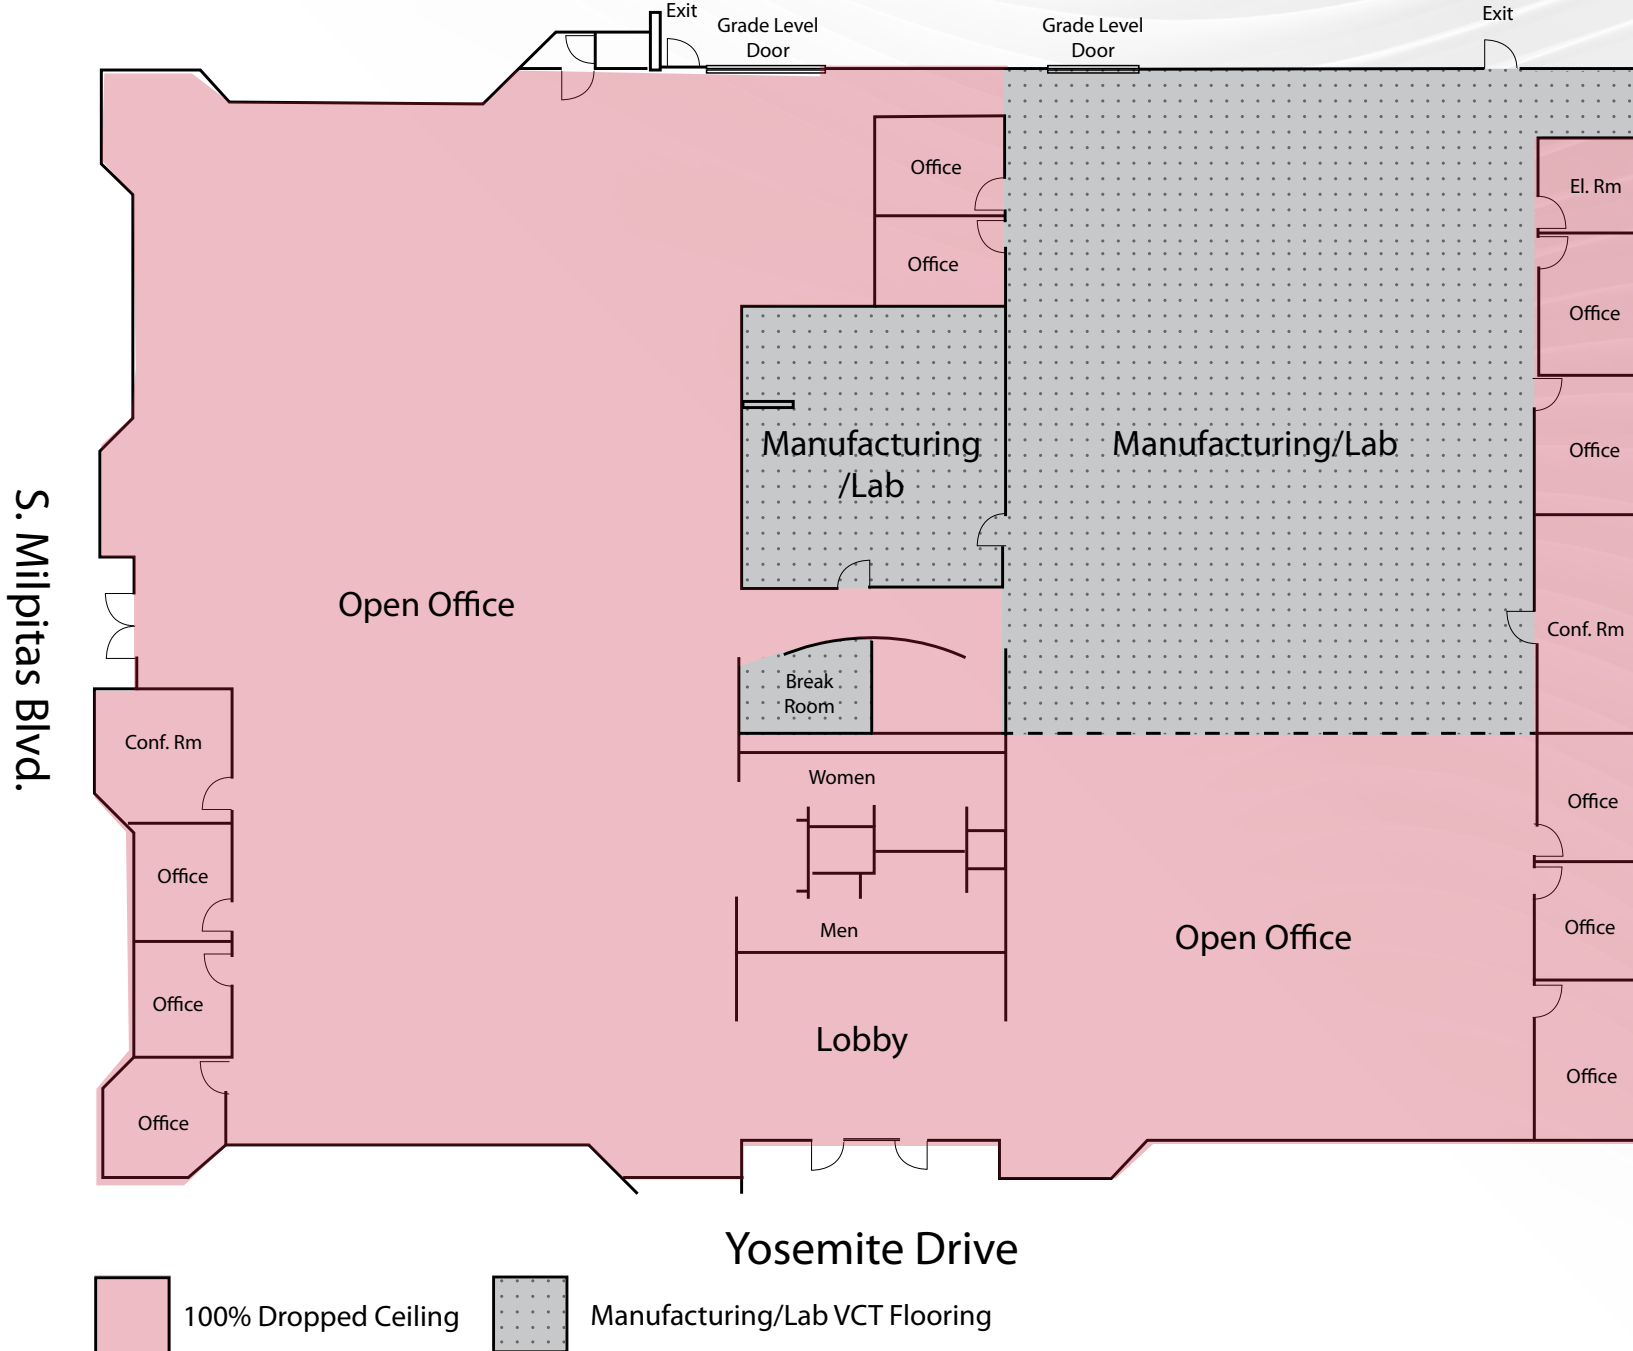 Exit
Grade Level
Door
Grade Level
Door
Exit
Office
El. Rm
Office
Office
Manufacturing
/Lab
Manufacturing/Lab
Office
S. Milpitas Blvd.
Open Office
Conf. Rm
Break
Room
Conf. Rm
Women
Office
Office
Men
Open Office
Office
Office
Lobby
Office
Office
Yosemite Drive
100% Dropped Ceiling
Manufacturing/Lab VCT Flooring